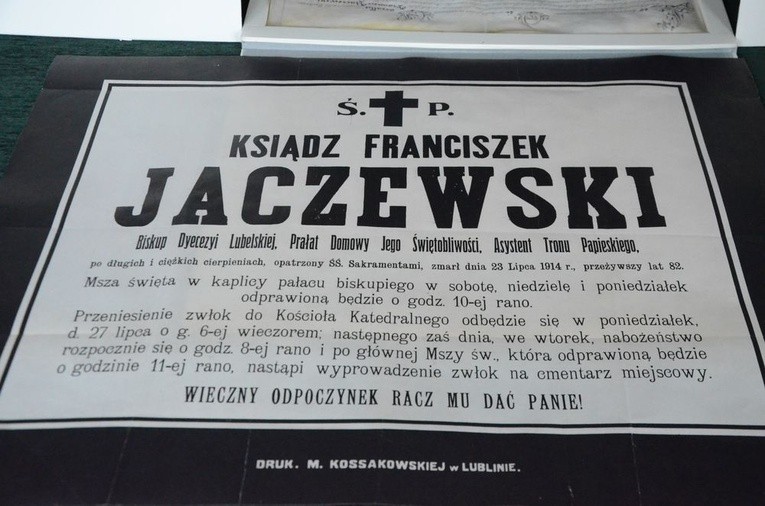 Ś. P.
KSIĄDZ FRANCISZEK
JACZEWSKI
Biskup Dyecezyi Lubelskiej, Prałat Domowy Jego Świętobliwości, Asystent Tronu Papieskiego,
po długich i ciężkich cierpieniach, opatrzony ŚŚ. Sakramentami, zmarł dnia 23 Lipca 1914 r., przeżywszy lat 82.
Msza święta w kaplicy pałacu biskupiego w sobotę, niedzielę i poniedziałek
odprawioną będzie o godz. 10-ej rano.
Przeniesienie zwłok do Kościoła Katedralnego odbędzie się w poniedziałek,
d. 27 lipca o g. 6-ej wieczorem; następnego zaś dnia, we wtorek, nabożeństwo
rozpocznie się o godz. 8-ej rano i po głównej Mszy św., która odprawioną będzie
o godzinie 11-ej rano, nastąpi wyprowadzenie zwłok na cmentarz miejscowy.
WIECZNY ODPOCZYNEK RACZ MU DAĆ PANIE!
DRUK. M. KOSSAKOWSKIEJ w LUBLINIE.